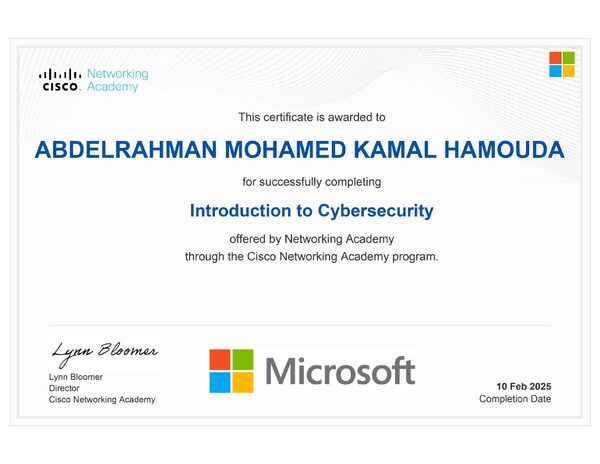 Networking
CISCO. Academy
This certificate is awarded to
ABDELRAHMAN MOHAMED KAMAL HAMOUDA
for successfully completing
Introduction to Cybersecurity
offered by Networking Academy
through the Cisco Networking Academy program.
Lynn Bloomer
Lynn Bloomer
Director
Cisco Networking Academy
Microsoft
10 Feb 2025
Completion Date